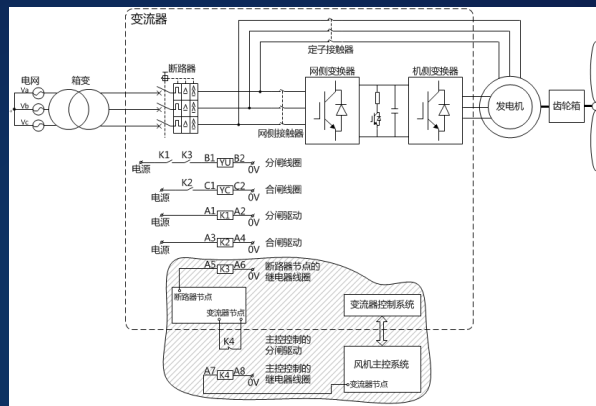 变流器
定子接触器
断路器
电网
箱变
网侧变换器
机侧变换器
Va
Vb
Vc
发电机
齿轮箱
网侧接触器
K1 K3 B1 YU B2 分闸线圈
电源 0V
K2 C1 YC C2 合闸线圈
电源 0V
A1 K1 A2 分闸驱动
电源 0V
A3 K2 A4 合闸驱动
电源 0V
A5 K3 A6 断路器节点的
0V 继电器线圈
断路器节点
变流器节点
变流器控制系统
K4 主控控制的
分闸驱动
风机主控系统
A7 K4 A8 主控控制的
0V 继电器线圈
变流器节点